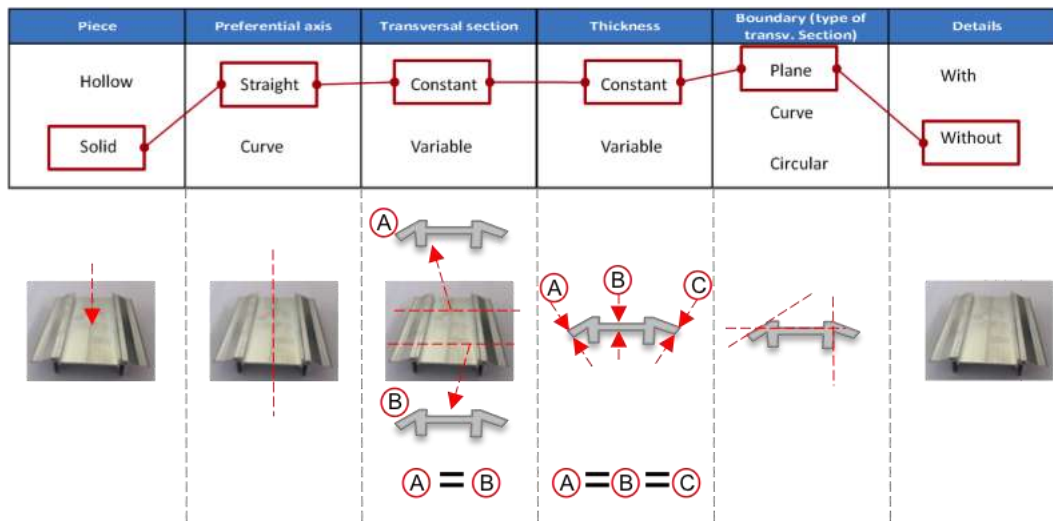 Piece
Preferential axis
Transversal section
Thickness
Boundary (type of
transv. Section)
Details
Hollow
Straight
Constant
Constant
Plane
With
Solid
Curve
Variable
Variable
Curve
Circular
Without
A
B
A = B
A
B
C
A = B = C